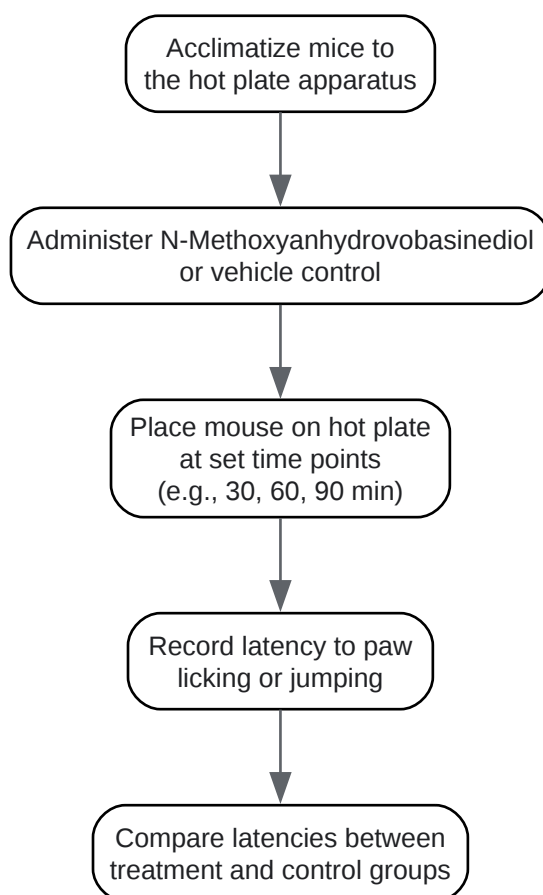 Acclimatize mice to
the hot plate apparatus
Administer N-Methoxyanhydrovobasinediol
or vehicle control
Place mouse on hot plate
at set time points
(e.g., 30, 60, 90 min)
Record latency to paw
licking or jumping
Compare latencies between
treatment and control groups